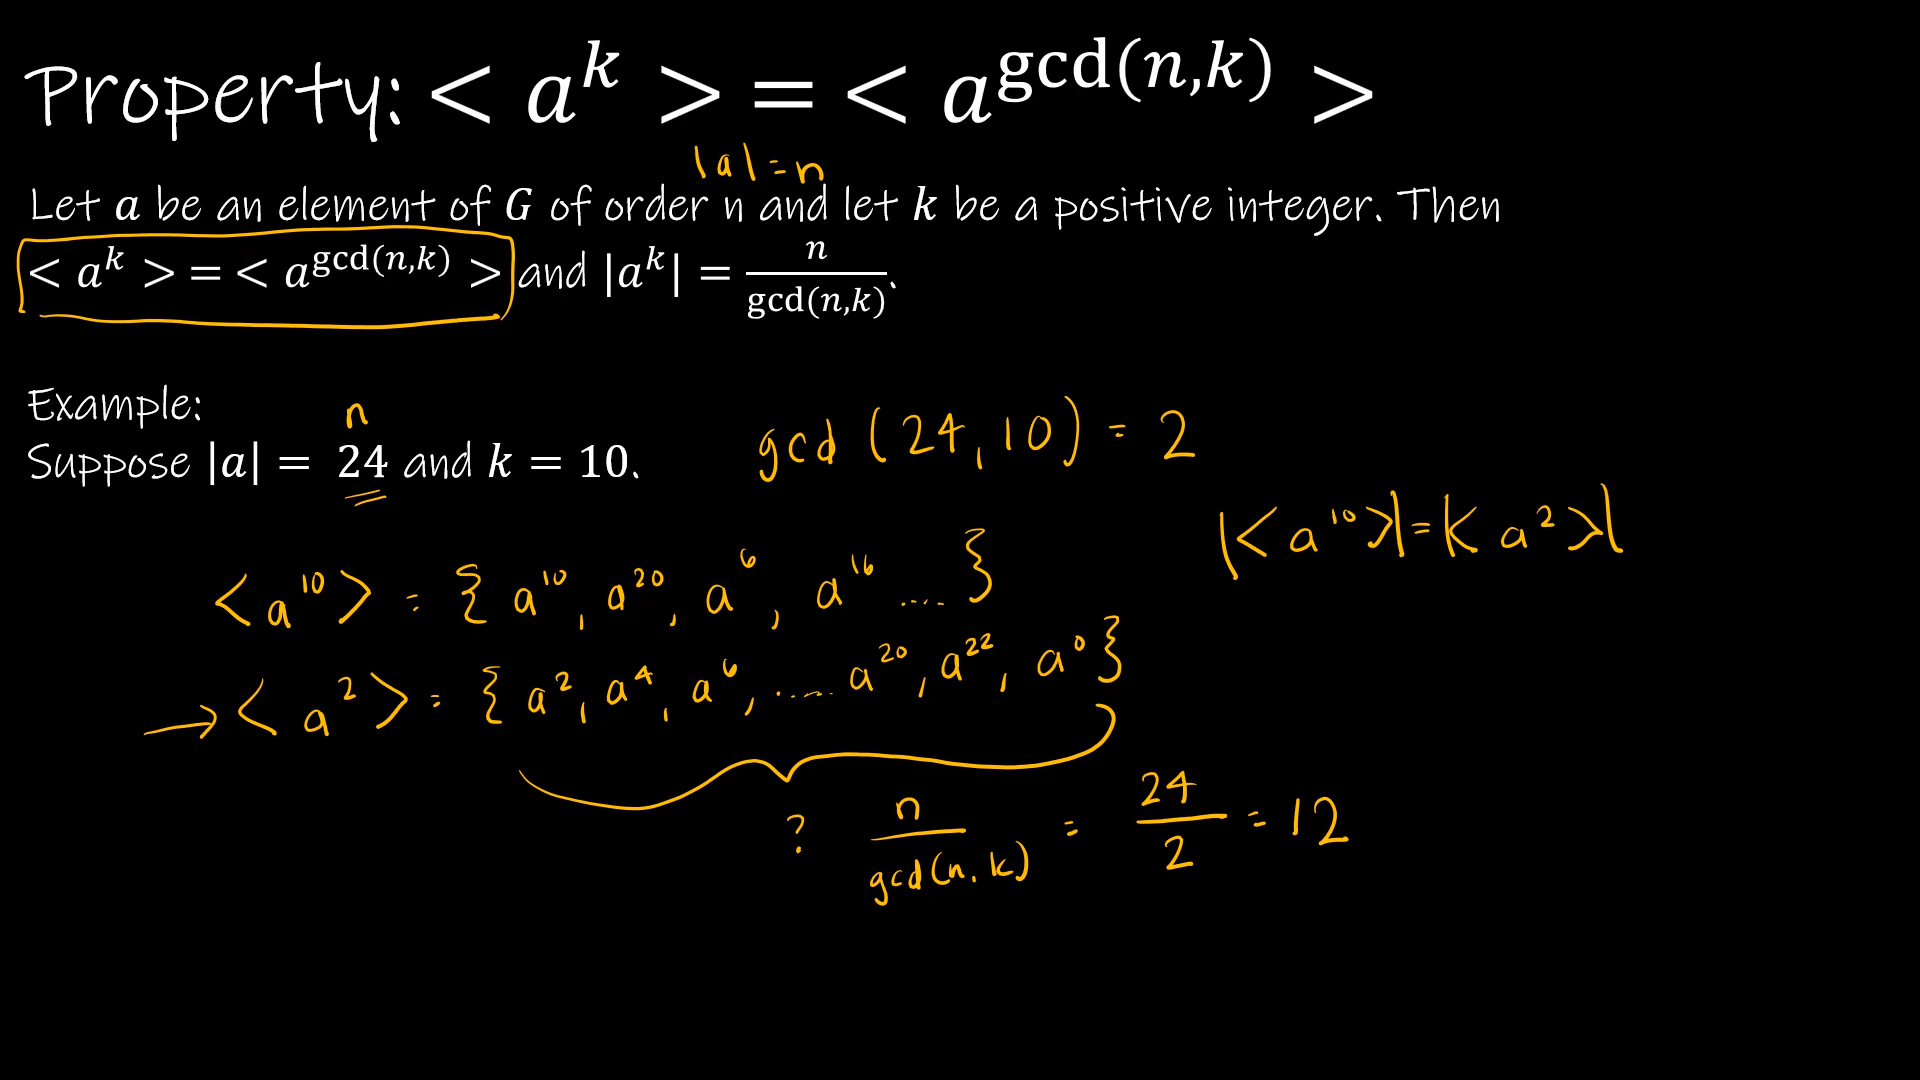 Property: < a^k > = < a^gcd(n,k) >
|a| = n
Let a be an element of G of order n and let k be a positive integer. Then
< a^k > = < a^gcd(n,k) > and |a^k| = n/gcd(n,k).
Example:
n
Suppose |a| = 24 and k = 10.
gcd (24, 10) = 2
|<a^10>| = |<a^2>|
<a^10> = { a^10, a^20, a^6, a^16 .... }
→ <a^2> = { a^2, a^4, a^6, ..... a^20, a^22, a^0 }
? n/gcd(n, k) = 24/2 = 12